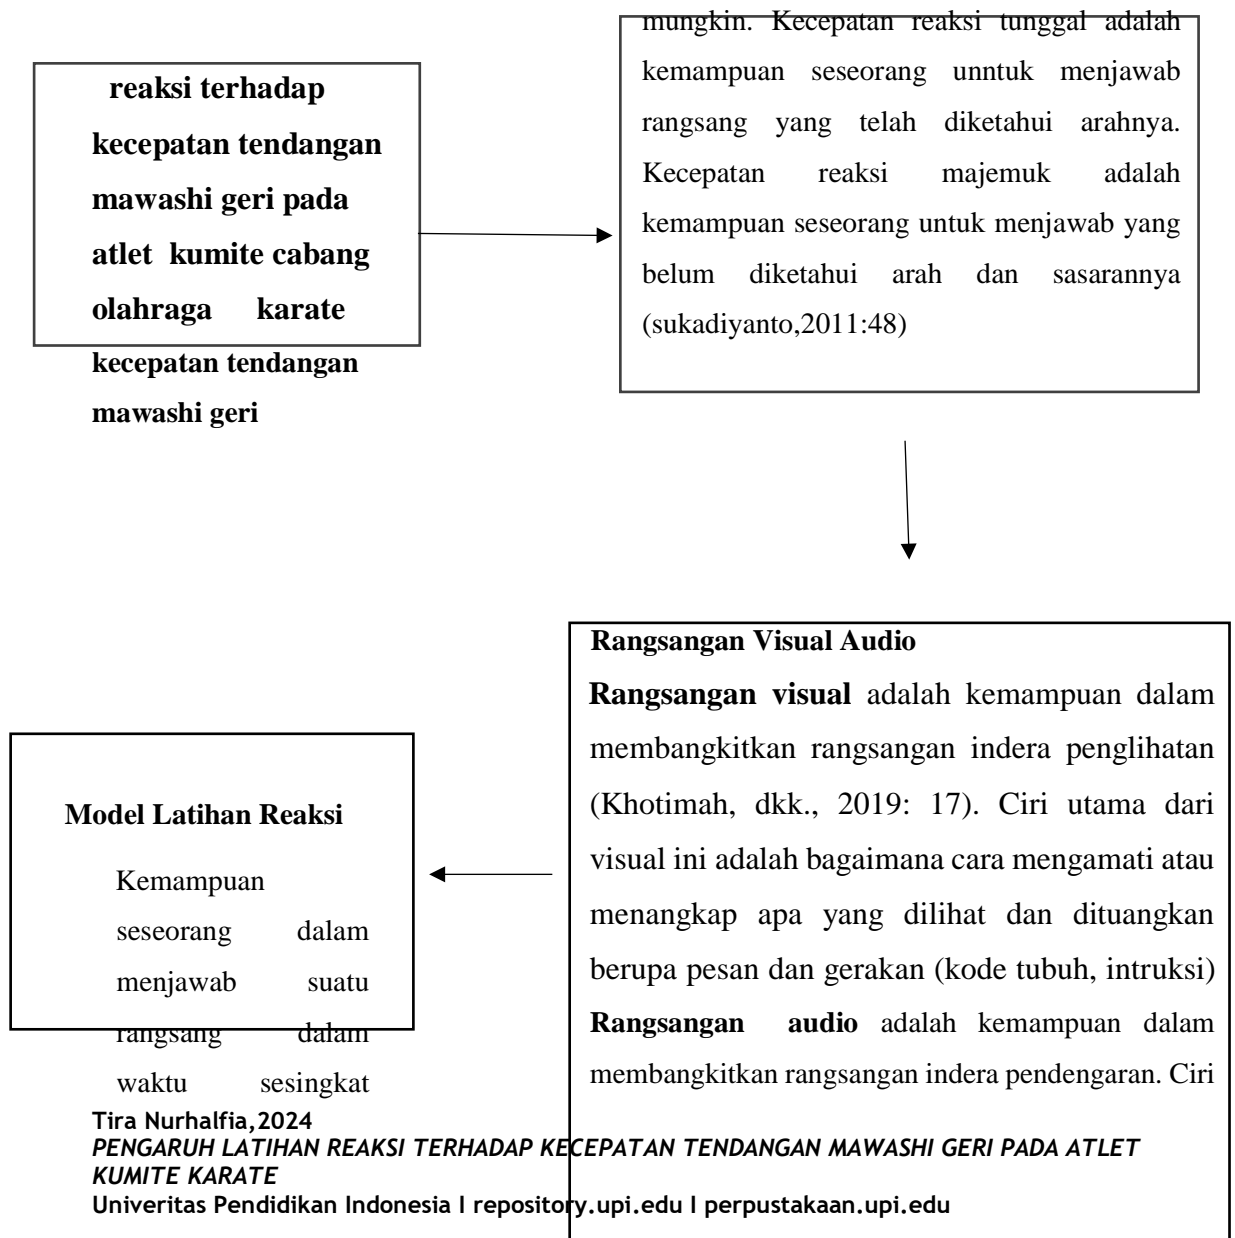 reaksi terhadap
kecepatan tendangan
mawashi geri pada
atlet kumite cabang
olahraga karate
kecepatan tendangan
mawashi geri
mungkin. Kecepatan reaksi tunggal adalah
kemampuan seseorang unntuk menjawab
rangsang yang telah diketahui arahnya.
Kecepatan reaksi majemuk adalah
kemampuan seseorang untuk menjawab yang
belum diketahui arah dan sasarannya
(sukadiyanto,2011:48)
Rangsangan Visual Audio
Rangsangan visual adalah kemampuan dalam
membangkitkan rangsangan indera penglihatan
(Khotimah, dkk., 2019: 17). Ciri utama dari
visual ini adalah bagaimana cara mengamati atau
menangkap apa yang dilihat dan dituangkan
berupa pesan dan gerakan (kode tubuh, intruksi)
Rangsangan audio adalah kemampuan dalam
membangkitkan rangsangan indera pendengaran. Ciri
Model Latihan Reaksi
Kemampuan
seseorang dalam
menjawab suatu
rangsang dalam
waktu sesingkat
Tira Nurhalfia,2024
PENGARUH LATIHAN REAKSI TERHADAP KECEPATAN TENDANGAN MAWASHI GERI PADA ATLET
KUMITE KARATE
Univeritas Pendidikan Indonesia I repository.upi.edu I perpustakaan.upi.edu